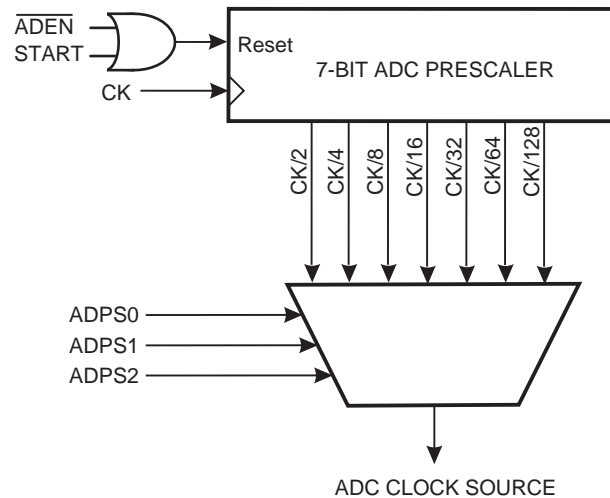 ADEN
START
Reset
7-BIT ADC PRESCALER
CK
CK/2
CK/4
CK/8
CK/16
CK/32
CK/64
CK/128
ADPS0
ADPS1
ADPS2
ADC CLOCK SOURCE